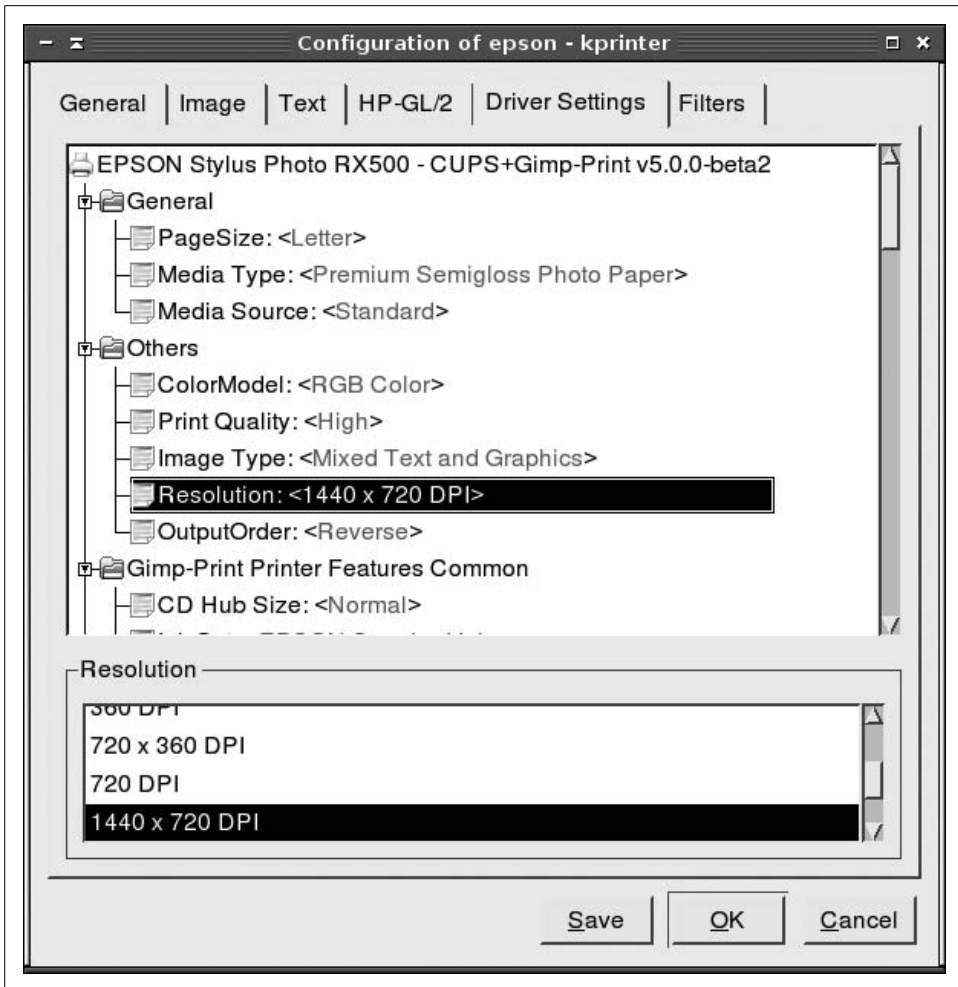 Configuration of epson - kprinter
General Image Text HP-GL/2 Driver Settings Filters
EPSON Stylus Photo RX500 - CUPS+Gimp-Print v5.0.0-beta2
General
PageSize: <Letter>
Media Type: <Premium Semigloss Photo Paper>
Media Source: <Standard>
Others
ColorModel: <RGB Color>
Print Quality: <High>
Image Type: <Mixed Text and Graphics>
Resolution: <1440 x 720 DPI>
OutputOrder: <Reverse>
Gimp-Print Printer Features Common
CD Hub Size: <Normal>
Resolution
360 DPI
720 x 360 DPI
720 DPI
1440 x 720 DPI
Save OK Cancel